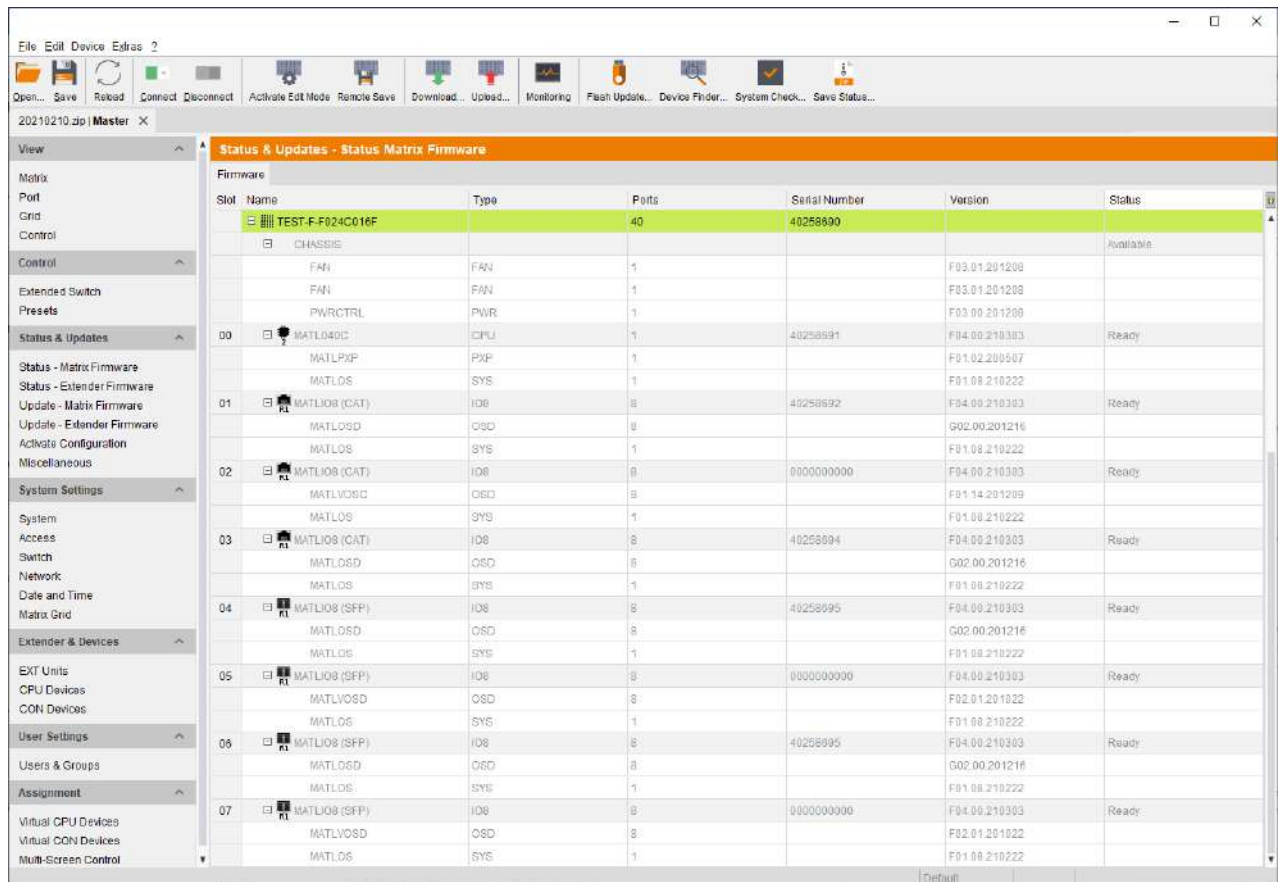 File Edit Device Extras ?
Open... Save Reload Connect Disconnect Activate Edit Mode Remote Save Download... Upload... Monitoring Flash Update... Device Finder... System Check... Save Status...
20210210.zip | Master
View
Matrix
Port
Grid
Control
Control
Extended Switch
Presets
Status & Updates
Status - Matrix Firmware
Status - Extender Firmware
Update - Matrix Firmware
Update - Extender Firmware
Activate Configuration
Miscellaneous
System Settings
System
Access
Switch
Network
Date and Time
Matrix Grid
Extender & Devices
EXT Units
CPU Devices
CON Devices
User Settings
Users & Groups
Assignment
Virtual CPU Devices
Virtual CON Devices
Multi-Screen Control
Status & Updates - Status Matrix Firmware
Firmware
Slot Name Type Ports Serial Number Version Status
TEST-F-F024C016F 40 40258690
CHASSIS Available
FAN FAN 1 F03.01.201208
FAN FAN 1 F03.01.201208
PWRCTRL PWR 1 F03.00.201208
00 2 MATL040C CPU 1 40258691 F04.00.210303 Ready
MATLPXP PXP 1 F01.02.200507
MATLOS SYS 1 F01.08.210222
01 R1 MATLIO8 (CAT) IO8 8 40258692 F04.00.210303 Ready
MATLOSD OSD 8 G02.00.201216
MATLOS SYS 1 F01.08.210222
02 R1 MATLIO8 (CAT) IO8 8 0000000000 F04.00.210303 Ready
MATLVOSC OSD 8 F01.14.201209
MATLOS SYS 1 F01.08.210222
03 R1 MATLIO8 (CAT) IO8 8 40258694 F04.00.210303 Ready
MATLOSD OSD 8 G02.00.201216
MATLOS SYS 1 F01.08.210222
04 R1 MATLIO8 (SFP) IO8 8 40258695 F04.00.210303 Ready
MATLOSD OSD 8 G02.00.201216
MATLOS SYS 1 F01.08.210222
05 R1 MATLIO8 (SFP) IO8 8 0000000000 F04.00.210303 Ready
MATLVOSD OSD 8 F02.01.201022
MATLOS SYS 1 F01.08.210222
06 R1 MATLIO8 (SFP) IO8 8 40258695 F04.00.210303 Ready
MATLOSD OSD 8 G02.00.201216
MATLOS SYS 1 F01.08.210222
07 R1 MATLIO8 (SFP) IO8 8 0000000000 F04.00.210303 Ready
MATLVOSD OSD 8 F02.01.201022
MATLOS SYS 1 F01.08.210222
Default